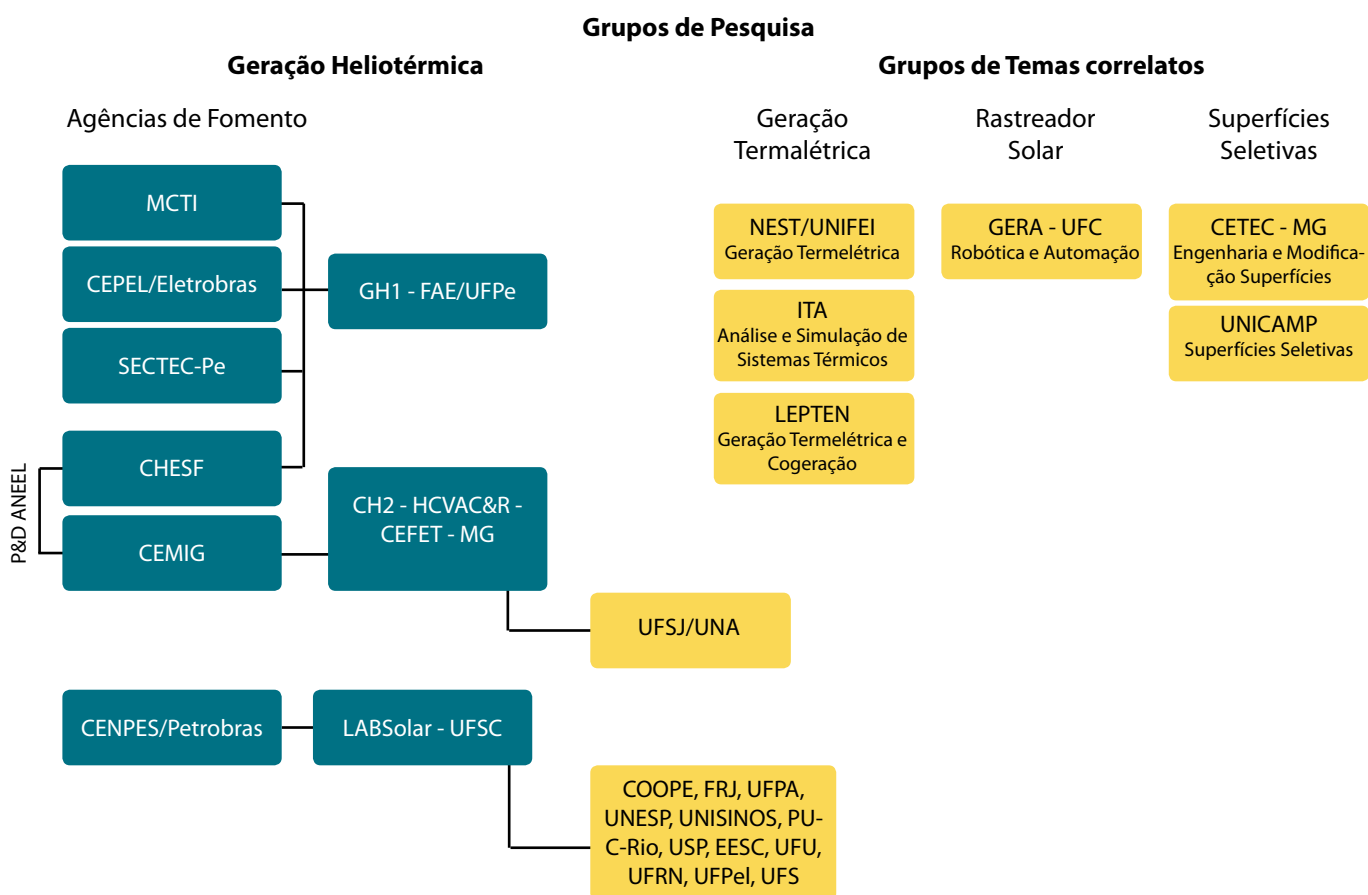 Grupos de Pesquisa
Geração Heliotérmica
Grupos de Temas correlatos
Agências de Fomento
Geração
Termalétrica
Rastreador
Solar
Superfícies
Seletivas
MCTI
CEPEL/Eletrobras
SECTEC-Pe
CHESF
CEMIG
P&D ANEEL
GH1 - FAE/UFPe
CH2 - HCVAC&R -
CEFET - MG
UFSJ/UNA
CENPES/Petrobras
LABSolar - UFSC
COOPE, FRJ, UFPA,
UNESP, UNISINOS, PU-
C-Rio, USP, EESC, UFU,
UFRN, UFPel, UFS
NEST/UNIFEI
Geração Termelétrica
ITA
Análise e Simulação de
Sistemas Térmicos
LEPTEN
Geração Termelétrica e
Cogeração
GERA - UFC
Robótica e Automação
CETEC - MG
Engenharia e Modifica-
ção Superfícies
UNICAMP
Superfícies Seletivas